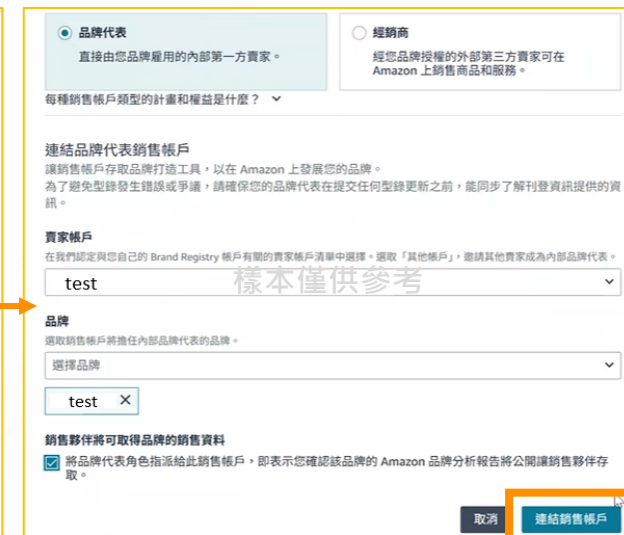 品牌代表
直接由您品牌雇用的內部第一方賣家。
經銷商
經您品牌授權的外部第三方賣家可在
Amazon 上銷售商品和服務。
每種銷售帳戶類型的計畫和權益是什麼？
連結品牌代表銷售帳戶
讓銷售帳戶存取品牌打造工具，以在 Amazon 上發展您的品牌。
為了避免型錄發生錯誤或爭議，請確保您的品牌代表在提交任何型錄更新之前，能同步了解刊登資訊提供的資
訊。
賣家帳戶
在我們認定與您自己的 Brand Registry 帳戶有關的賣家帳戶清單中選擇。選取「其他帳戶」，邀請其他賣家成為內部品牌代表。
test
樣本僅供參考
品牌
選取銷售帳戶將擔任內部品牌代表的品牌。
選擇品牌
test ×
銷售夥伴將可取得品牌的銷售資料
將品牌代表角色指派給此銷售帳戶，即表示您確認該品牌的 Amazon 品牌分析報告將公開讓銷售夥伴存
取。
取消
連結銷售帳戶